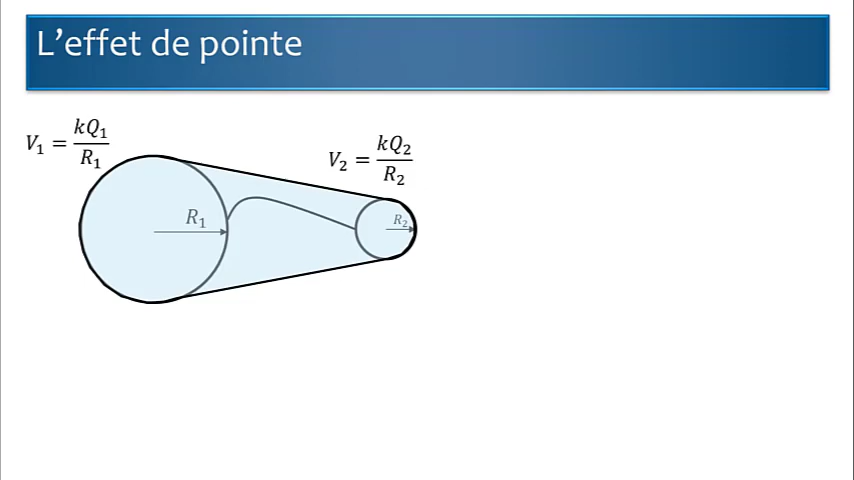 L'effet de pointe
V₁ = kQ₁/R₁
V₂ = kQ₂/R₂
R₁
R₂